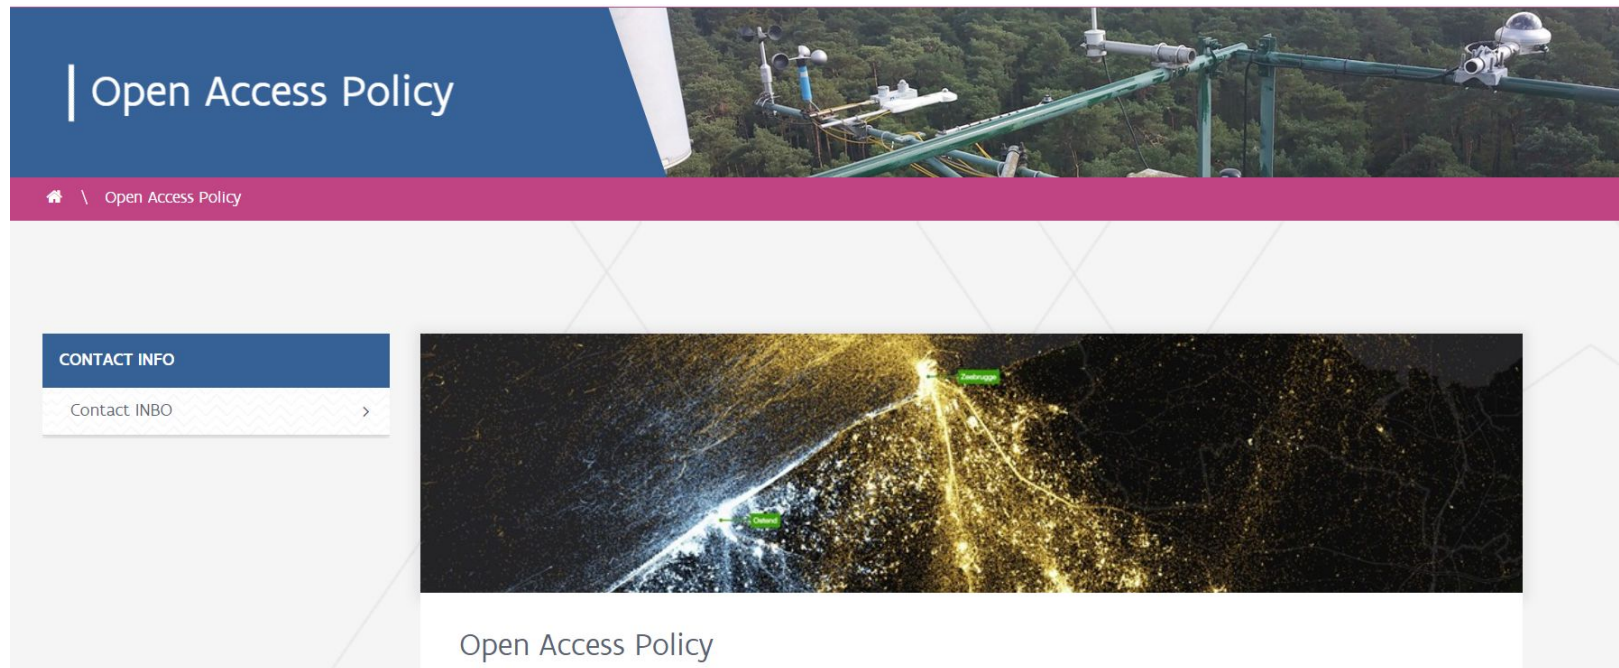 Open Access Policy
\ Open Access Policy
CONTACT INFO
Contact INBO
Zeebrugge
Ostend
Open Access Policy